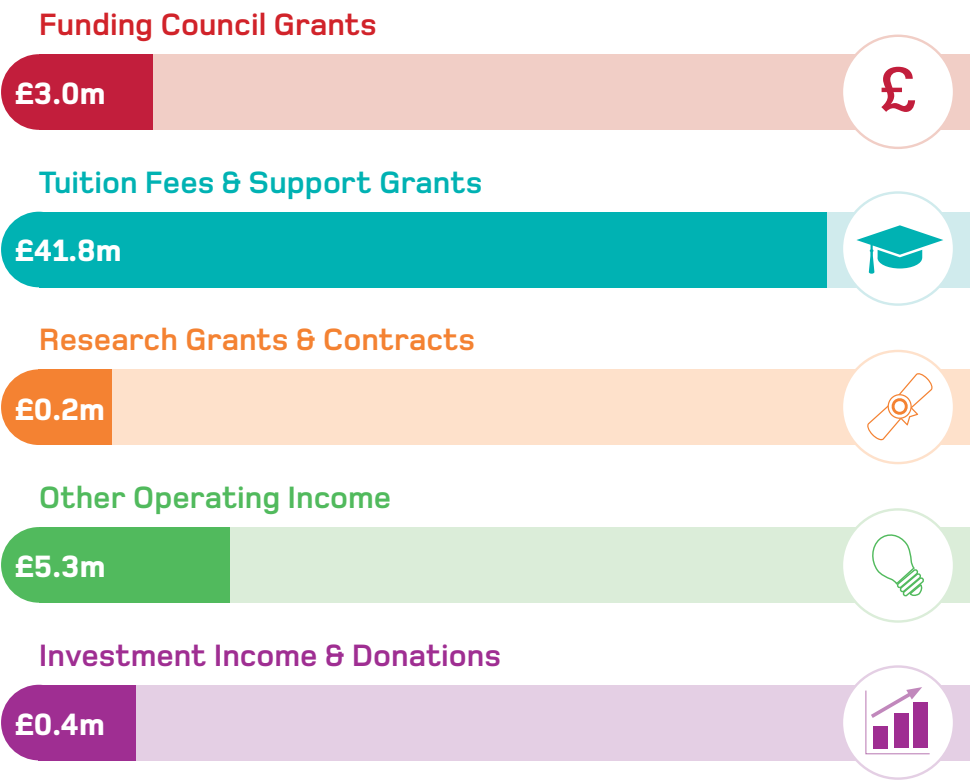 Funding Council Grants
£3.0m
£
Tuition Fees & Support Grants
£41.8m
Research Grants & Contracts
£0.2m
Other Operating Income
£5.3m
Investment Income & Donations
£0.4m